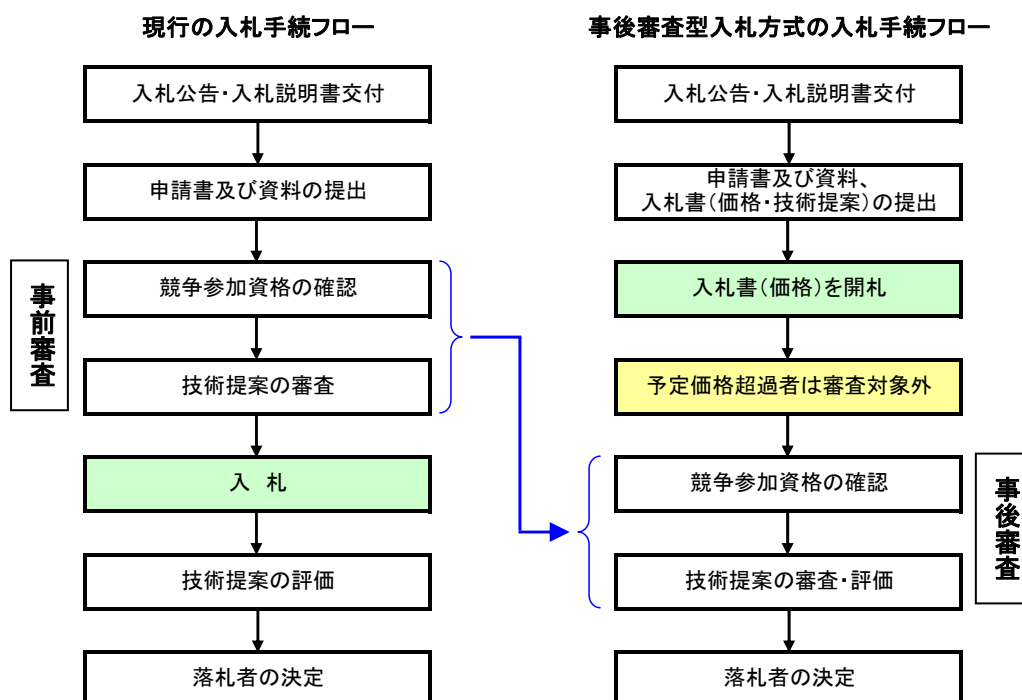 現行の入札手続フロー
入札公告・入札説明書交付
申請書及び資料の提出
事前審査
競争参加資格の確認
技術提案の審査
入 札
技術提案の評価
落札者の決定
事後審査型入札方式の入札手続フロー
入札公告・入札説明書交付
申請書及び資料、
入札書(価格・技術提案)の提出
入札書(価格)を開札
予定価格超過者は審査対象外
競争参加資格の確認
技術提案の審査・評価
事後審査
落札者の決定